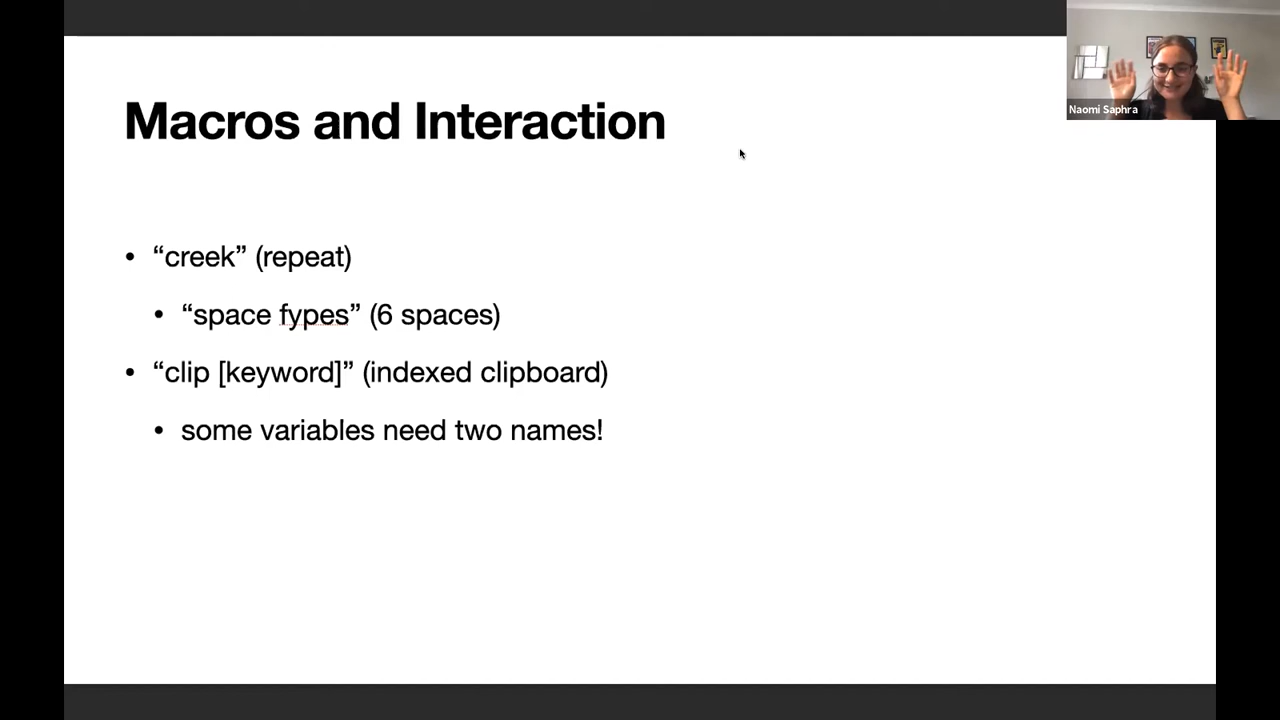 Macros and Interaction
Naomi Saphra
• “creek” (repeat)
• “space fypes” (6 spaces)
• “clip [keyword]” (indexed clipboard)
• some variables need two names!